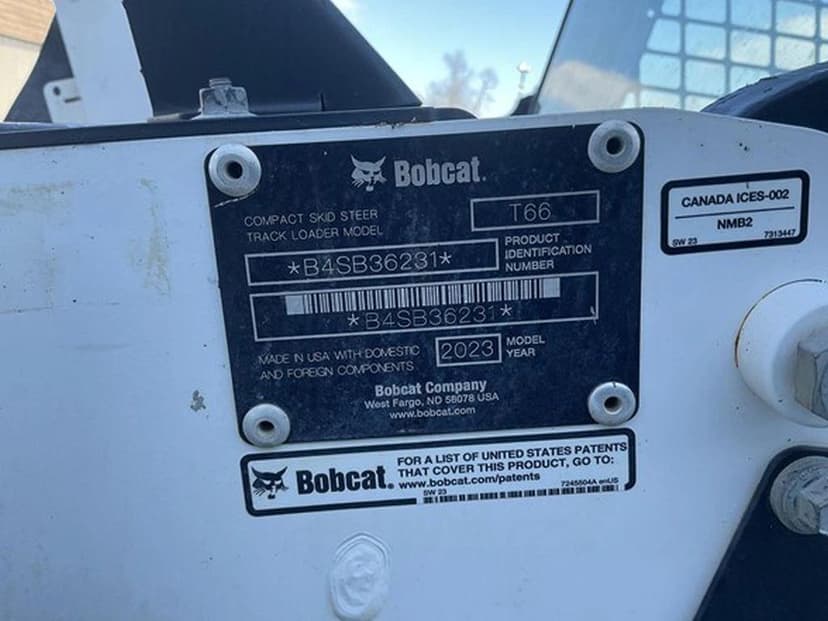 Bobcat.
COMPACT SKID STEER
TRACK LOADER MODEL
T66
*B4SB36231*
PRODUCT
IDENTIFICATION
NUMBER
*B4SB36231*
MADE IN USA WITH DOMESTIC
AND FOREIGN COMPONENTS
2023
MODEL
YEAR
Bobcat Company
West Fargo, ND 58078 USA
www.bobcat.com
CANADA ICES-002
NMB2
SW 23 7313447
Bobcat.
FOR A LIST OF UNITED STATES PATENTS
THAT COVER THIS PRODUCT, GO TO:
www.bobcat.com/patents
SW 23 7245504A enUS